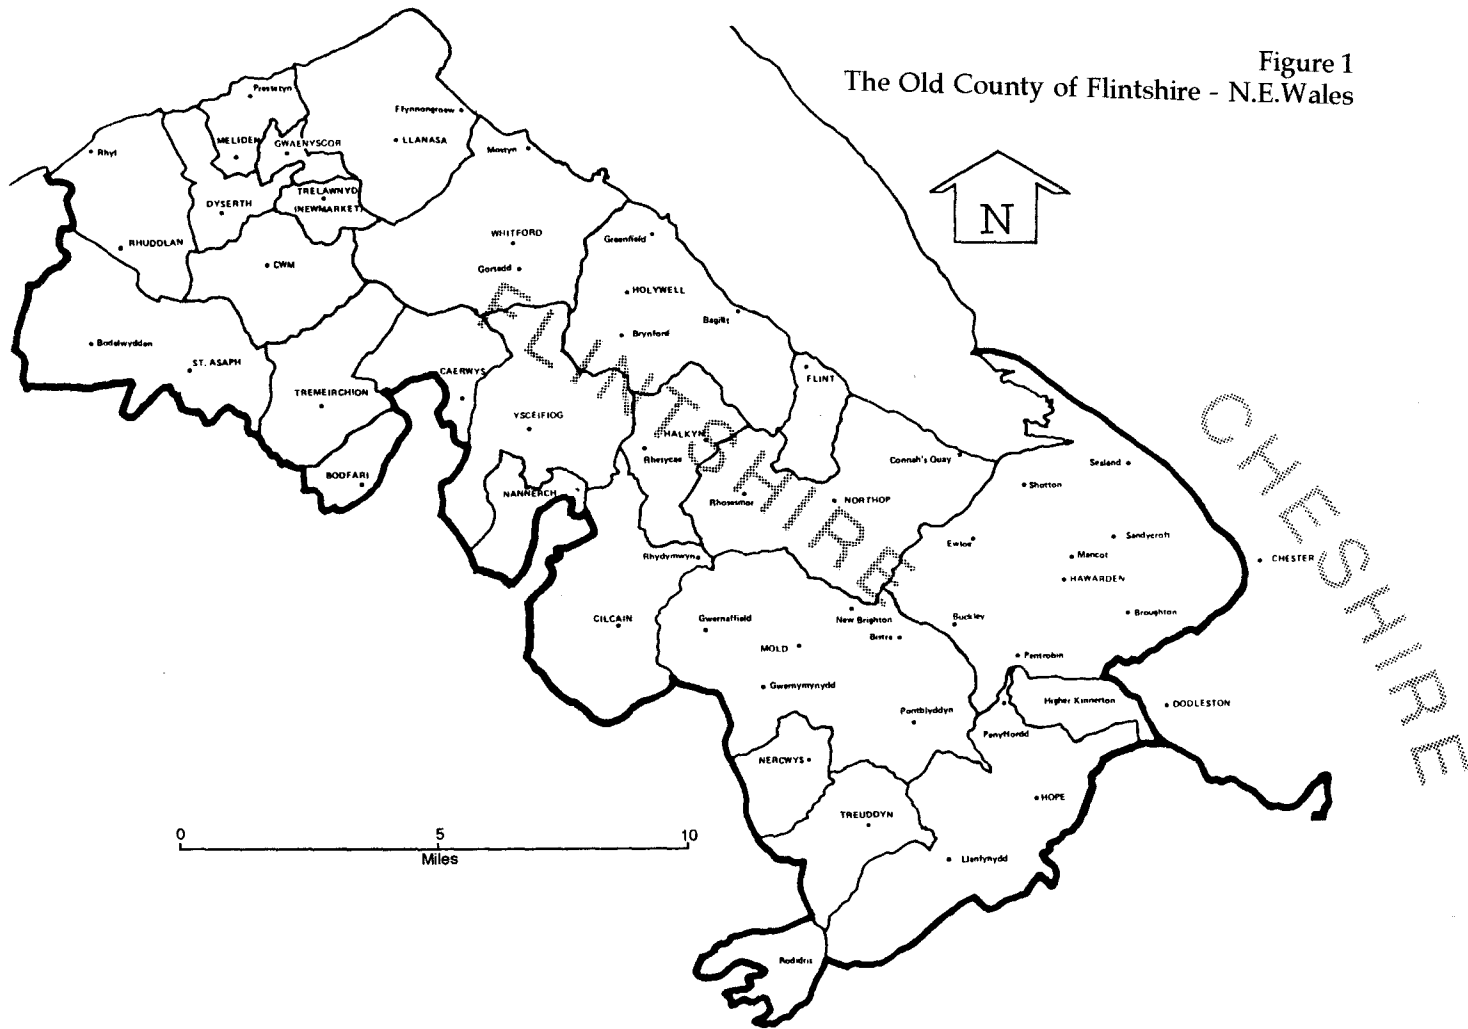 Figure 1
The Old County of Flintshire - N.E.Wales
N
Prestatyn
Ffynnongroew
MELIDEN
GWAENYSCOR
LLANASA
Mostyn
Rhyl
TRELAWNYD
(NEWMARKET)
DYSERTH
RHUDDLAN
WHITFORD
Greenfield
CWM
Gorsedd
HOLYWELL
Bagillt
Brynford
Bodelwydden
ST. ASAPH
CAERWYS
FLINT
TREMEIRCHION
YSCEIFIOG
HALKYN
Rhesycae
Connah's Quay
Sealand
BODFARI
NANNERCH
Rhosesmor
NORTHOP
Shotton
Ewloe
Sandycroft
Mancot
HAWARDEN
CHESTER
Rhydymwyn
CILCAIN
Gwernaffield
New Brighton
Buckley
Broughton
Bistre
MOLD
Pentrobin
Gwernymynydd
Higher Kinnerton
DODLESTON
Pontblyddyn
Penyffordd
NERCWYS
HOPE
TREUDDYN
Llanfynydd
Rodidris
FLINTSHIRE
CHESHIRE
0 5 10
Miles